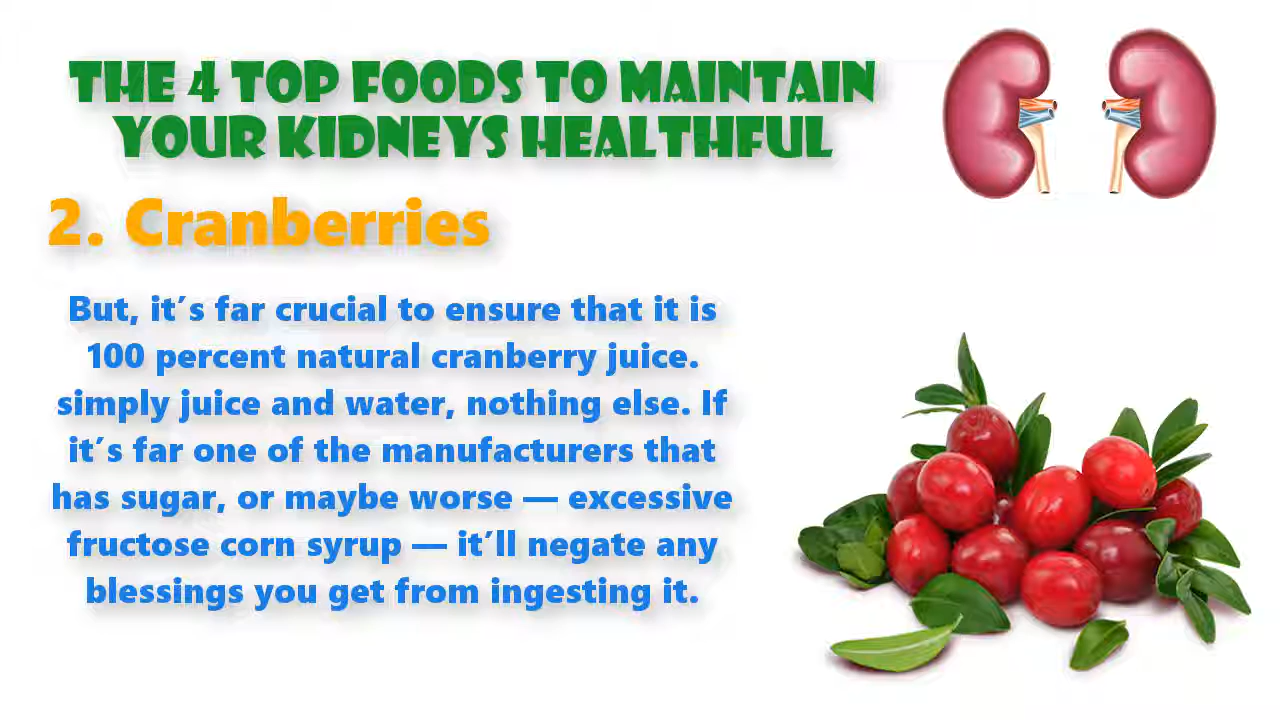 THE 4 TOP FOODS TO MAINTAIN
YOUR KIDNEYS HEALTHFUL
2. Cranberries
But, it´s far crucial to ensure that it is
100 percent natural cranberry juice.
simply juice and water, nothing else. If
it´s far one of the manufacturers that
has sugar, or maybe worse — excessive
fructose corn syrup — it´ll negate any
blessings you get from ingesting it.